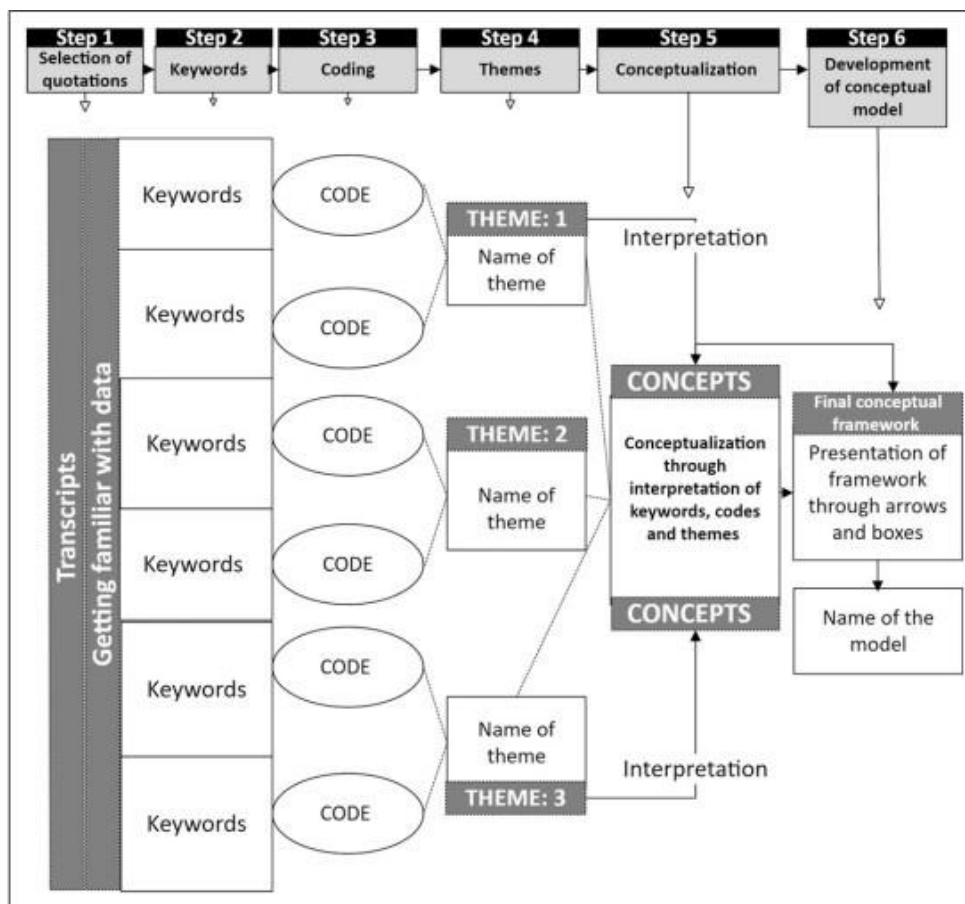 Step 1
Selection of
quotations
Step 2
Keywords
Step 3
Coding
Step 4
Themes
Step 5
Conceptualization
Step 6
Development
of conceptual
model
Transcripts
Getting familiar with data
Keywords
Keywords
Keywords
Keywords
Keywords
Keywords
CODE
CODE
CODE
CODE
CODE
CODE
THEME: 1
Name of
theme
THEME: 2
Name of
theme
Name of
theme
THEME: 3
Interpretation
CONCEPTS
Conceptualization
through
interpretation of
keywords, codes
and themes
CONCEPTS
Interpretation
Final conceptual
framework
Presentation of
framework
through arrows
and boxes
Name of the
model